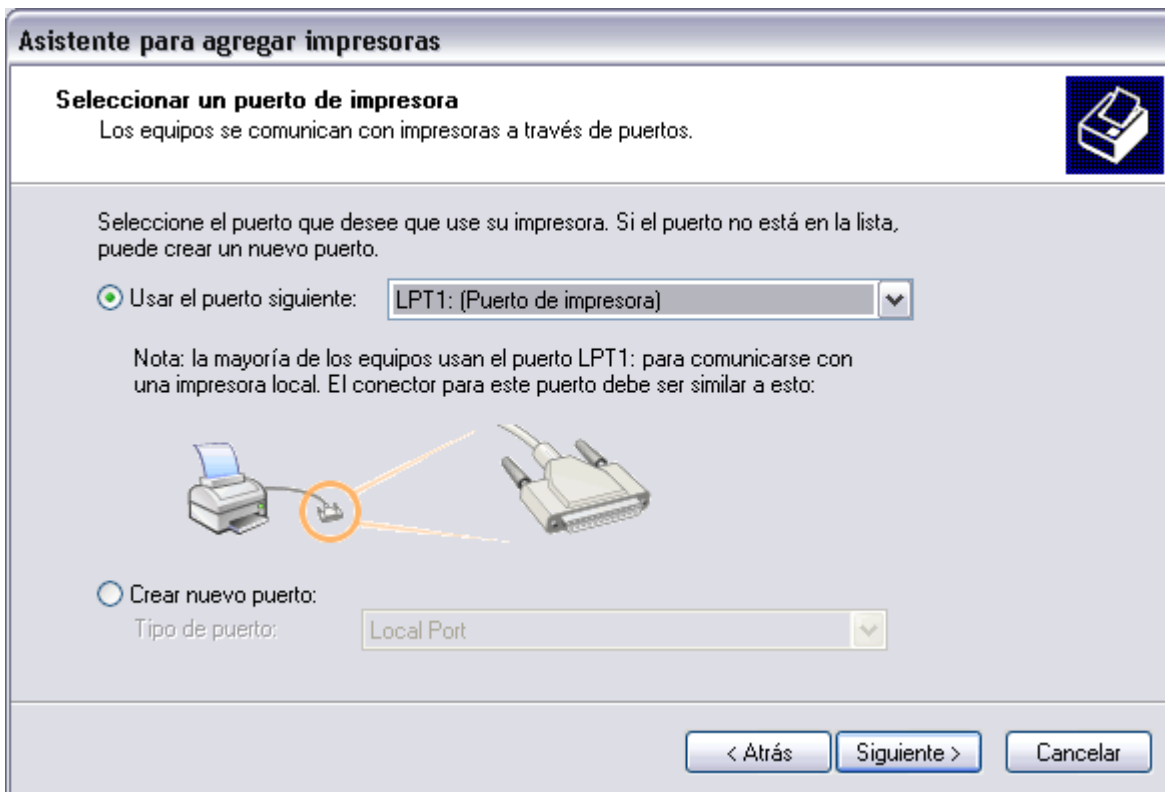 Asistente para agregar impresoras
Seleccionar un puerto de impresora
Los equipos se comunican con impresoras a través de puertos.
Seleccione el puerto que desee que use su impresora. Si el puerto no está en la lista,
puede crear un nuevo puerto.
Usar el puerto siguiente: LPT1: (Puerto de impresora)
Nota: la mayoría de los equipos usan el puerto LPT1: para comunicarse con
una impresora local. El conector para este puerto debe ser similar a esto:
Crear nuevo puerto:
Tipo de puerto: Local Port
< Atrás Siguiente > Cancelar